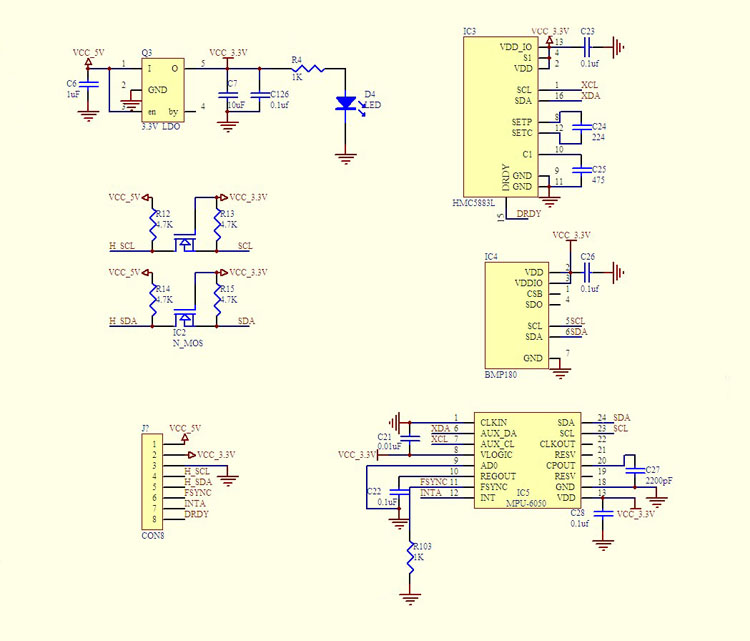 VCC_5V
Q3
VCC_3.3V
1 I O 5
C6
1uF
2 GND
3 en by 4
3.3V LDO
C7
10uF
C126
0.1uf
R4
1K
D4
LED
IC3
VCC_3.3V
C23
0.1uf
VDD_IO 13
S1 4
VDD 2
SCL 1 XCL
SDA 16 XDA
SETP 8
SETC 12
C24
224
C1 10
C25
475
GND 9
GND 11
DRDY
HMC5883L
15 DRDY
VCC_5V
VCC_3.3V
R12
4.7K
R13
4.7K
H_SCL
SCL
VCC_5V
VCC_3.3V
R14
4.7K
R15
4.7K
H_SDA
SDA
IC2
N_MOS
VCC_3.3V
IC4
C26
0.1uf
VDD 2
VDDIO 3
CSB 1
SDO 4
SCL 5 SCL
SDA 6 SDA
GND 7
BMP180
J?
VCC_5V
1
2 VCC_3.3V
3
4 H_SCL
5 H_SDA
6 FSYNC
7 INTA
8 DRDY
CON8
1 CLKIN SDA 24 SDA
XDA 6 AUX_DA SCL 23 SCL
XCL 7 AUX_CL CLKOUT 22
VCC_3.3V 8 VLOGIC RESV 21
9 AD0 CPOUT 20
10 REGOUT RESV 19
FSYNC 11 FSYNC GND 18
INTA 12 INT VDD 13
IC5
MPU-6050
C21
0.01uF
C22
0.1uF
C27
2200pF
C28
0.1uf
VCC_3.3V
R103
1K